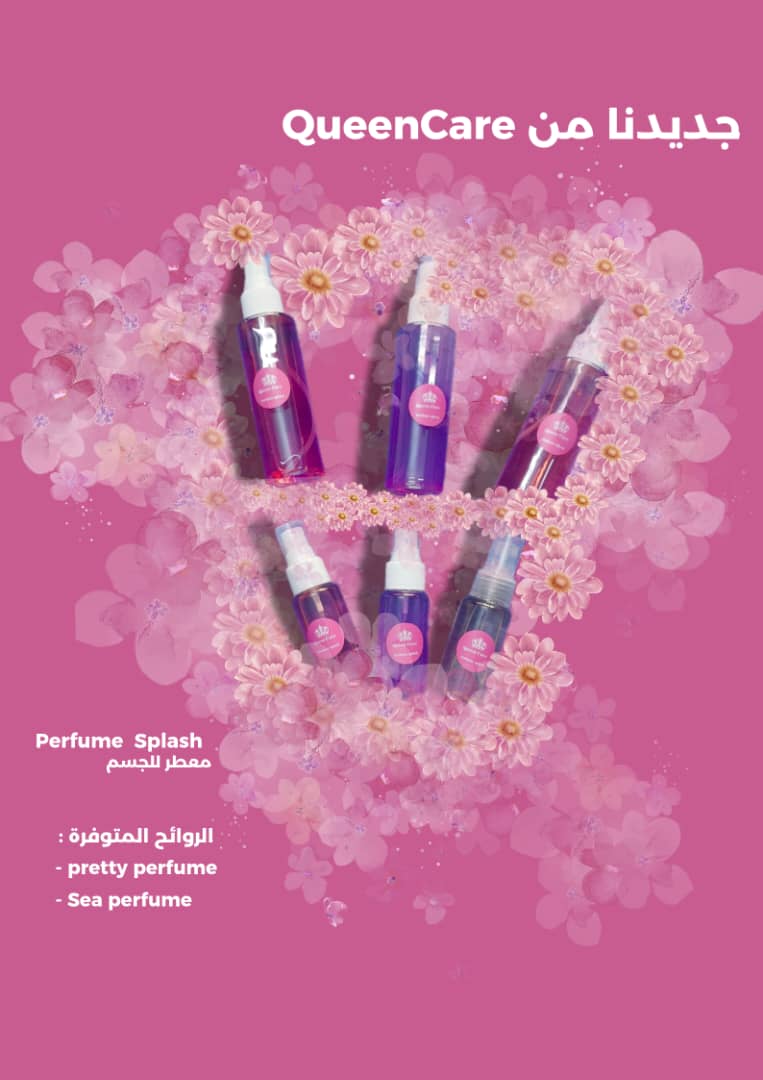 جديدنا من QueenCare
Perfume Splash
معطر للجسم
الروائح المتوفرة :
- pretty perfume
- Sea perfume